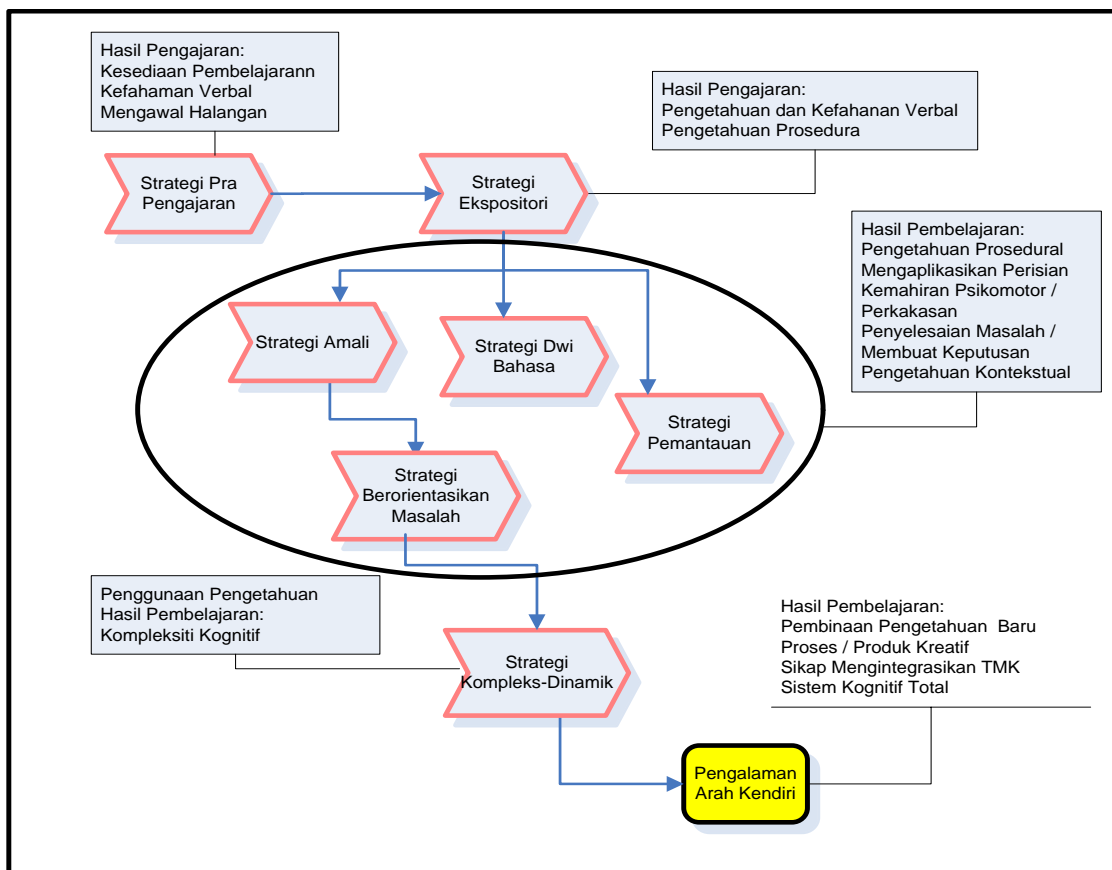 Hasil Pengajaran:
Kesediaan Pembelajarann
Kefahaman Verbal
Mengawal Halangan
Hasil Pengajaran:
Pengetahuan dan Kefahanan Verbal
Pengetahuan Prosedura
Strategi Pra
Pengajaran
Strategi
Ekspositori
Hasil Pembelajaran:
Pengetahuan Prosedural
Mengaplikasikan Perisian
Kemahiran Psikomotor /
Perkakasan
Penyelesaian Masalah /
Membuat Keputusan
Pengetahuan Kontekstual
Strategi Amali
Strategi Dwi
Bahasa
Strategi
Pemantauan
Strategi
Berorientasikan
Masalah
Penggunaan Pengetahuan
Hasil Pembelajaran:
Kompleksiti Kognitif
Strategi
Kompleks-Dinamik
Hasil Pembelajaran:
Pembinaan Pengetahuan  Baru
Proses / Produk Kreatif
Sikap Mengintegrasikan TMK
Sistem Kognitif Total
Pengalaman
Arah Kendiri